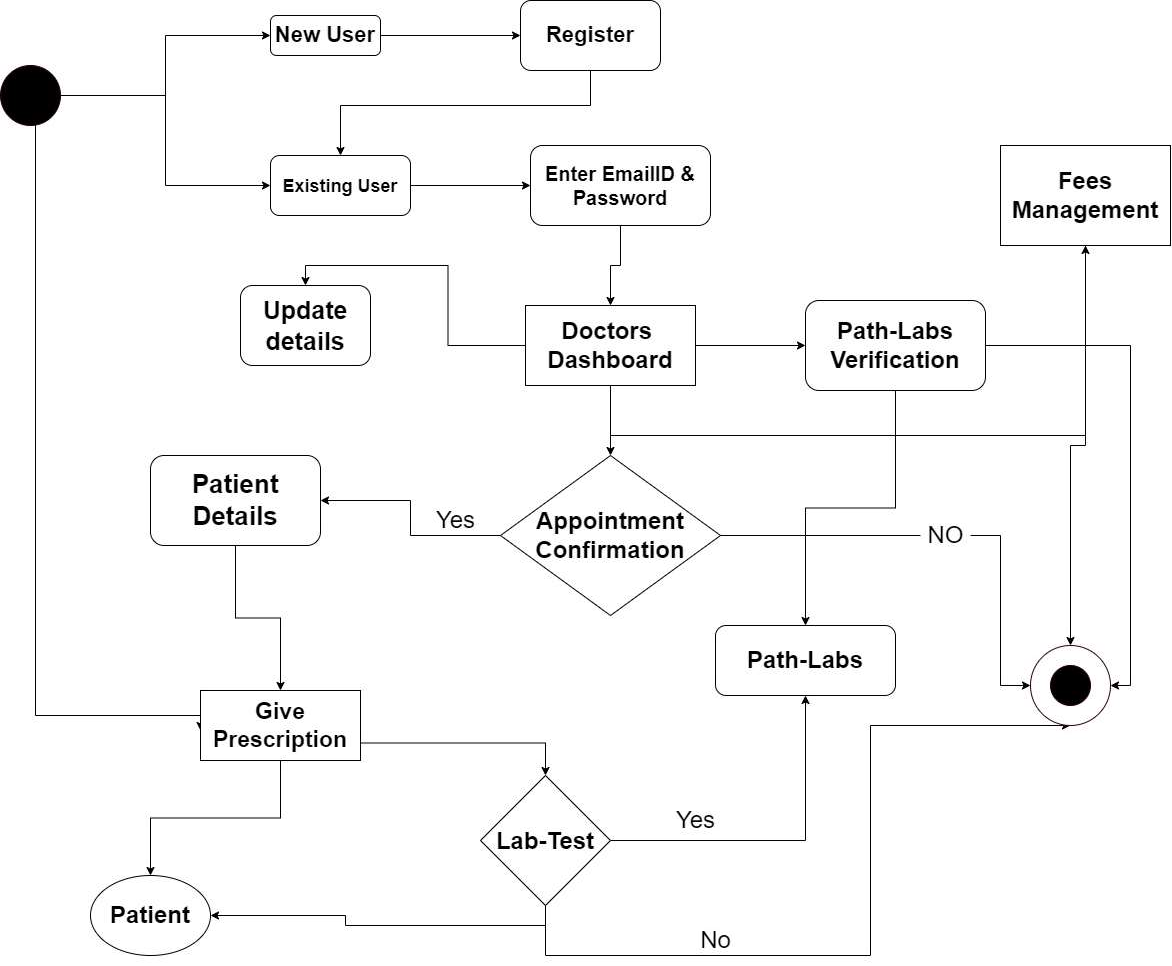 New User
Register
Existing User
Enter EmailID &
Password
Fees
Management
Update
details
Doctors
Dashboard
Path-Labs
Verification
Patient
Details
Yes
Appointment
Confirmation
NO
Path-Labs
Give
Prescription
Lab-Test
Yes
Patient
No